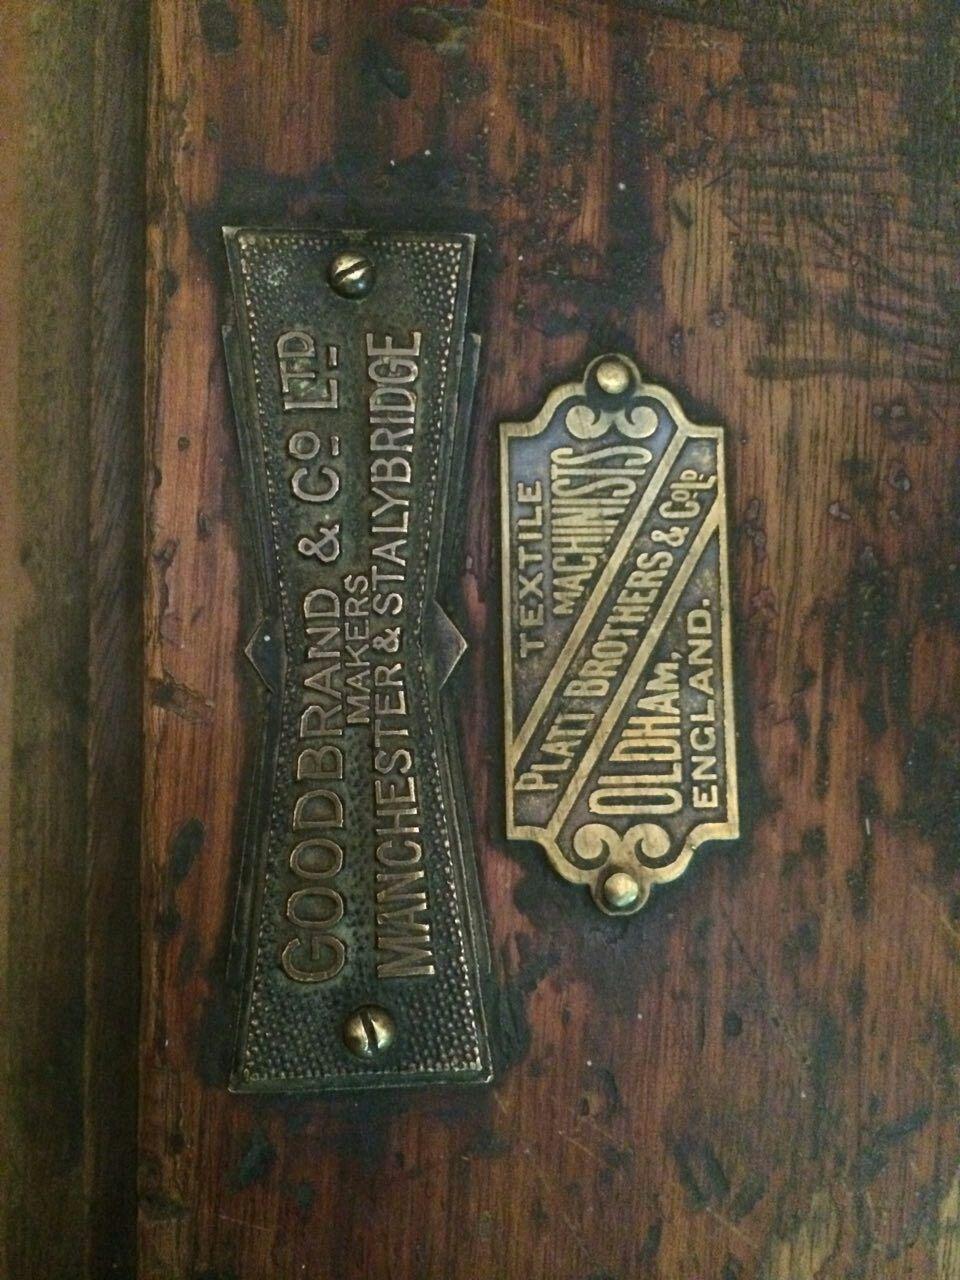 GOODBRAND & Co LTD
MAKERS
MANCHESTER & STALYBRIDGE
TEXTILE
MACHINISTS
PLATT BROTHERS & Co Ld
OLDHAM,
ENGLAND.